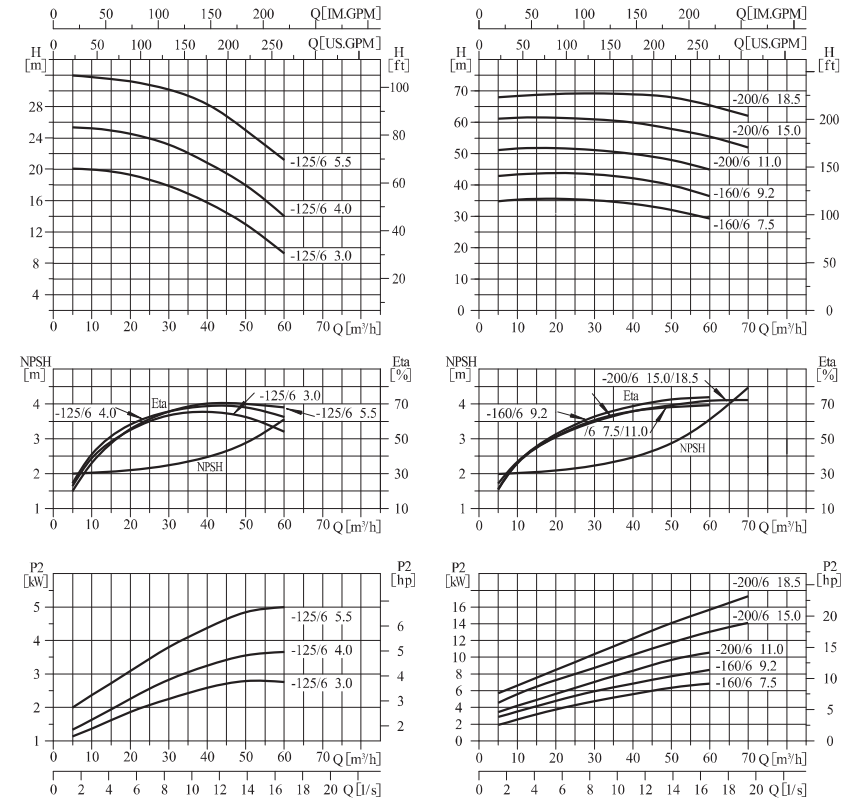 0 50 100 150 200 Q[IM.GPM]
0 50 100 150 200 250 Q[US.GPM]
H
[m]
H
[ft]
28
24
20
16
12
8
4
100
80
60
40
20
-125/6 5.5
-125/6 4.0
-125/6 3.0
0 10 20 30 40 50 60 70 Q[m³/h]
0 50 100 150 200 250 Q[IM.GPM]
0 50 100 150 200 250 300 Q[US.GPM]
H
[m]
H
[ft]
70
60
50
40
30
20
10
0
200
150
100
50
0
-200/6 18.5
-200/6 15.0
-200/6 11.0
-160/6 9.2
-160/6 7.5
0 10 20 30 40 50 60 70 Q[m³/h]
NPSH
[m]
Eta
[%]
4
3
2
1
70
50
30
10
-125/6 4.0
Eta
-125/6 3.0
-125/6 5.5
NPSH
0 10 20 30 40 50 60 70 Q[m³/h]
NPSH
[m]
Eta
[%]
4
3
2
1
70
50
30
10
-200/6 15.0/18.5
Eta
-160/6 9.2
/6 7.5/11.0
NPSH
0 10 20 30 40 50 60 70 Q[m³/h]
P2
[kW]
P2
[hp]
5
4
3
2
1
6
5
4
3
2
-125/6 5.5
-125/6 4.0
-125/6 3.0
0 10 20 30 40 50 60 70 Q[m³/h]
0 2 4 6 8 10 12 14 16 18 20 Q[l/s]
P2
[kW]
P2
[hp]
16
14
12
10
8
6
4
2
0
20
15
10
5
0
-200/6 18.5
-200/6 15.0
-200/6 11.0
-160/6 9.2
-160/6 7.5
0 10 20 30 40 50 60 70 Q[m³/h]
0 2 4 6 8 10 12 14 16 18 20 Q[l/s]